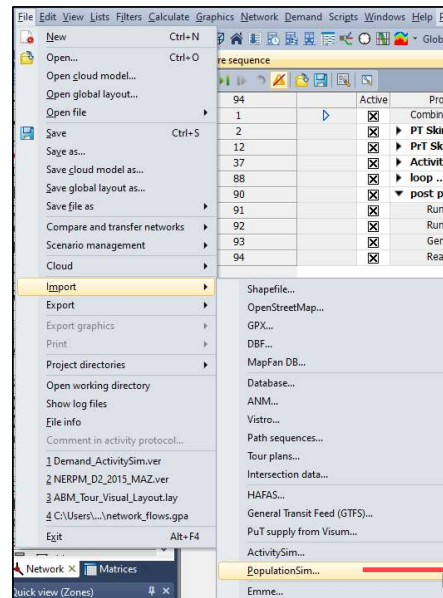 File Edit View Lists Filters Calculate Graphics Network Demand Scripts Windows Help
New Ctrl+N
Open... Ctrl+O
Open cloud model...
Open global layout...
Open file
Save Ctrl+S
Save as...
Save cloud model as...
Save global layout as...
Save file as
Compare and transfer networks
Scenario management
Cloud
Import
Export
Export graphics
Print
Project directories
Open working directory
Show log files
File info
Comment in activity protocol...
1 Demand_ActivitySim.ver
2 NERPM_D2_2015_MAZ.ver
3 ABM_Tour_Visual_Layout.lay
4 C:\Users\...\network_flows.gpa
Exit Alt+F4
Network Matrices
Quick view (Zones)
Glob
re sequence
94 Active Pro
1 Combin
2 PT Ski
12 PrT Sk
37 Activit
88 loop ..
90 post p
91 Run
92 Run
93 Ger
94 Rea
Shapefile...
OpenStreetMap...
GPX...
DBF...
MapFan DB...
Database...
ANM...
Vistro...
Path sequences...
Tour plans...
Intersection data...
HAFAS...
General Transit Feed (GTFS)...
PuT supply from Visum...
ActivitySim...
PopulationSim...
Emme...